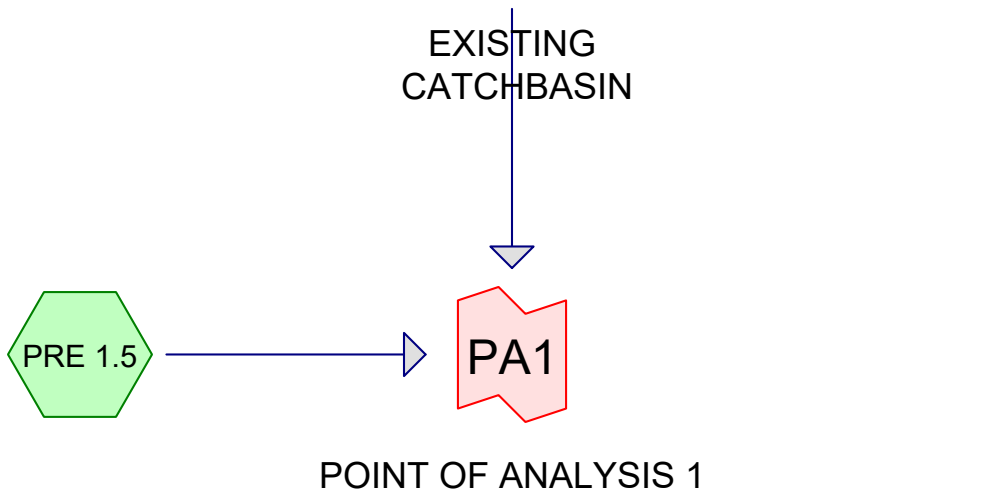 EXISTING
CATCHBASIN
PRE 1.5
PA1
POINT OF ANALYSIS 1